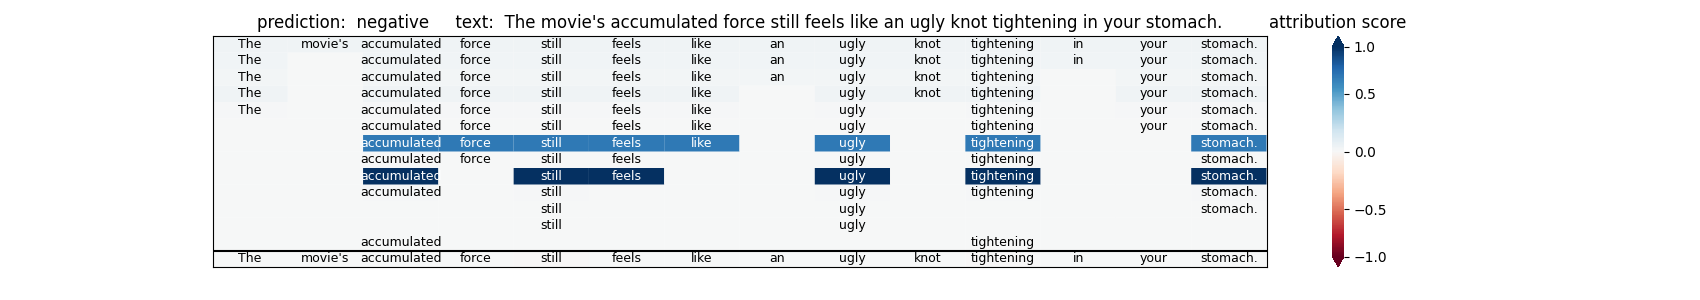 prediction: negative text: The movie's accumulated force still feels like an ugly knot tightening in your stomach. attribution score
The movie's accumulated force still feels like an ugly knot tightening in your stomach.
The accumulated force still feels like an ugly knot tightening in your stomach.
The accumulated force still feels like an ugly tightening your stomach.
The accumulated force still feels like ugly knot tightening your stomach.
The accumulated force still feels like ugly tightening your stomach.
accumulated force still feels like ugly tightening your stomach.
accumulated force still feels like ugly tightening stomach.
accumulated force still feels ugly tightening stomach.
accumulated still feels ugly tightening stomach.
accumulated still ugly tightening stomach.
still ugly stomach.
still ugly
accumulated tightening
The movie's accumulated force still feels like an ugly knot tightening in your stomach.
1.0
0.5
0.0
−0.5
−1.0